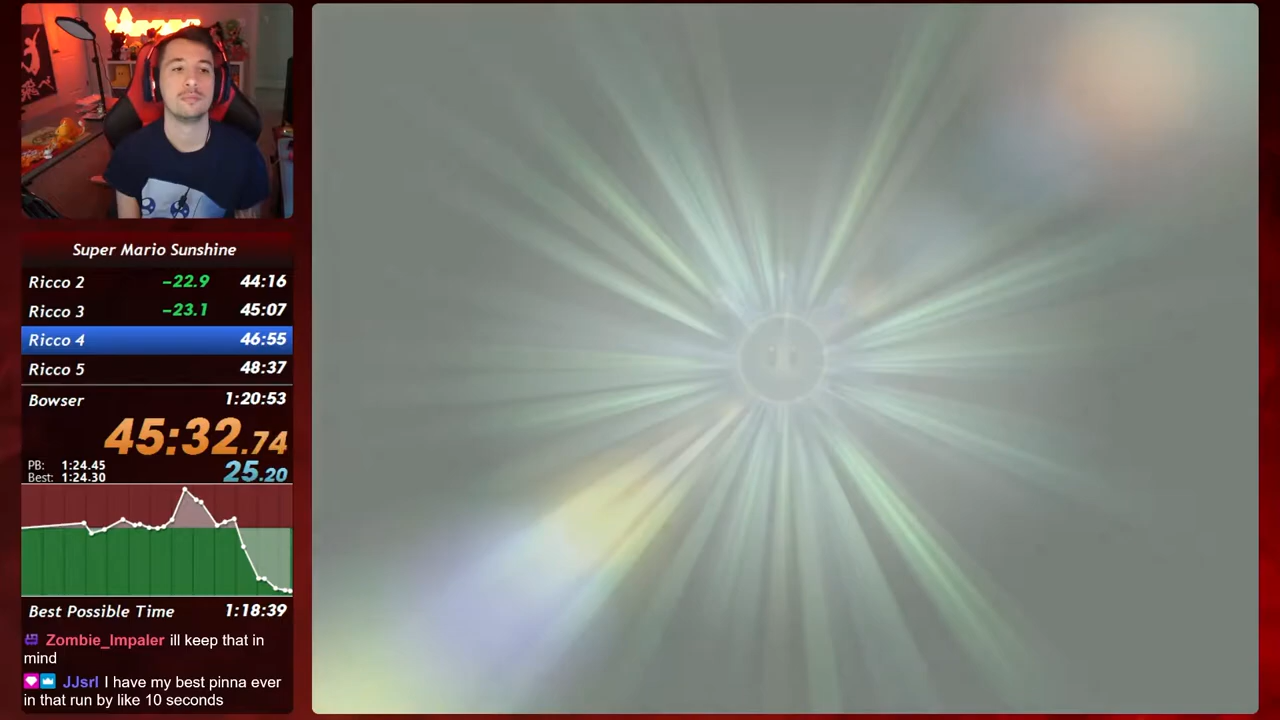 Super Mario Sunshine
Ricco 2 -22.9 44:16
Ricco 3 -23.1 45:07
Ricco 4 46:55
Ricco 5 48:37
Bowser 1:20:53
45:32.74
PB: 1:24.45
Best: 1:24.30
25.20
Best Possible Time 1:18:39
Zombie_Impaler ill keep that in
mind
JJsrl I have my best pinna ever
in that run by like 10 seconds